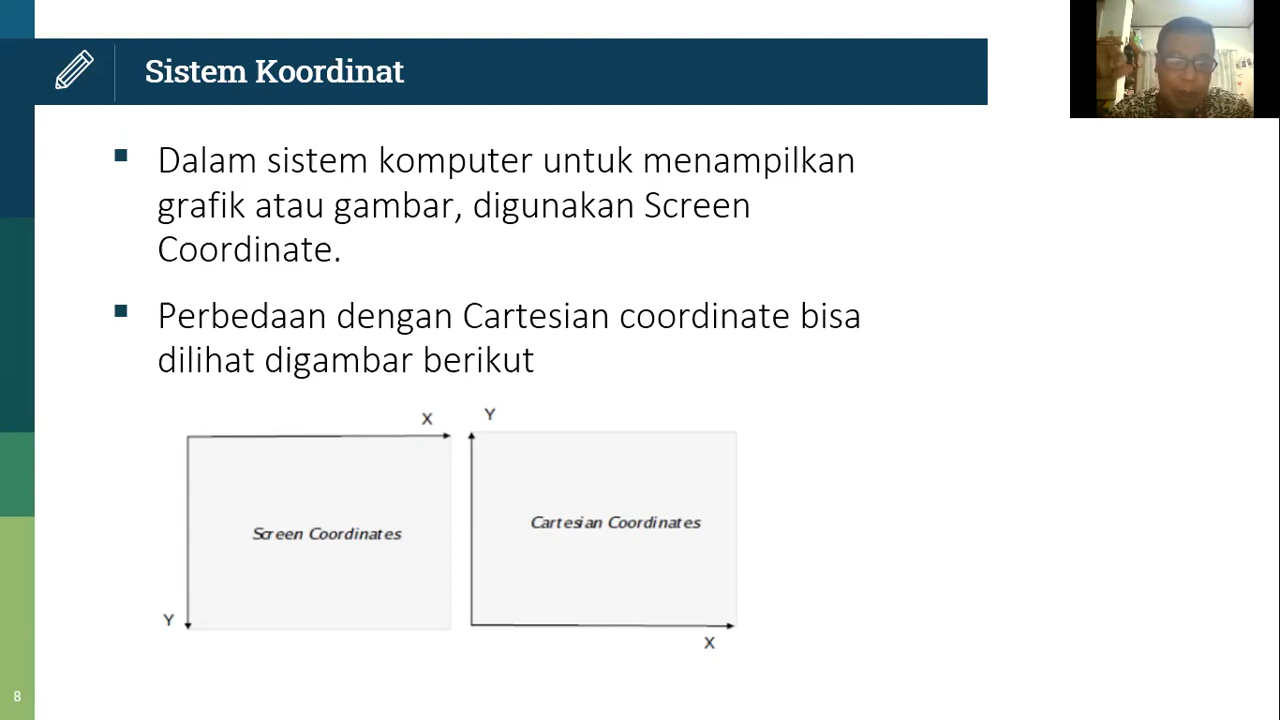 Sistem Koordinat
Dalam sistem komputer untuk menampilkan
grafik atau gambar, digunakan Screen
Coordinate.
Perbedaan dengan Cartesian coordinate bisa
dilihat digambar berikut
X
Screen Coordinates
Y
Y
Cartesian Coordinates
X
8